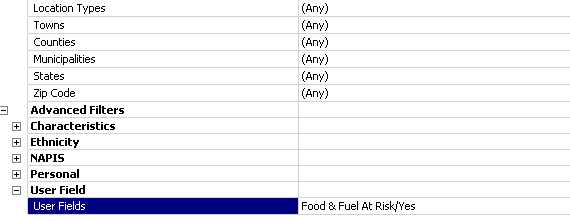 Location Types (Any)
Towns (Any)
Counties (Any)
Municipalities (Any)
States (Any)
Zip Code (Any)
Advanced Filters
Characteristics
Ethnicity
NAPIS
Personal
User Field
User Fields Food & Fuel At Risk/Yes